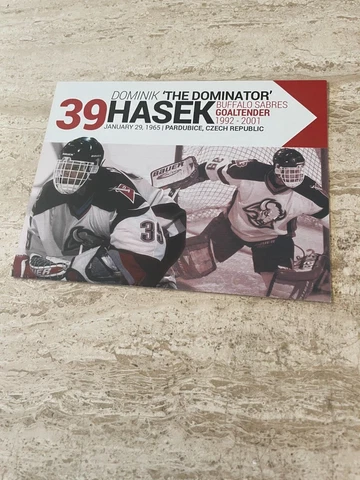 DOMINIK 'THE DOMINATOR'
39 HASEK
BUFFALO SABRES
GOALTENDER
1992 - 2001
JANUARY 29, 1965 | PARDUBICE, CZECH REPUBLIC
BAUER
39